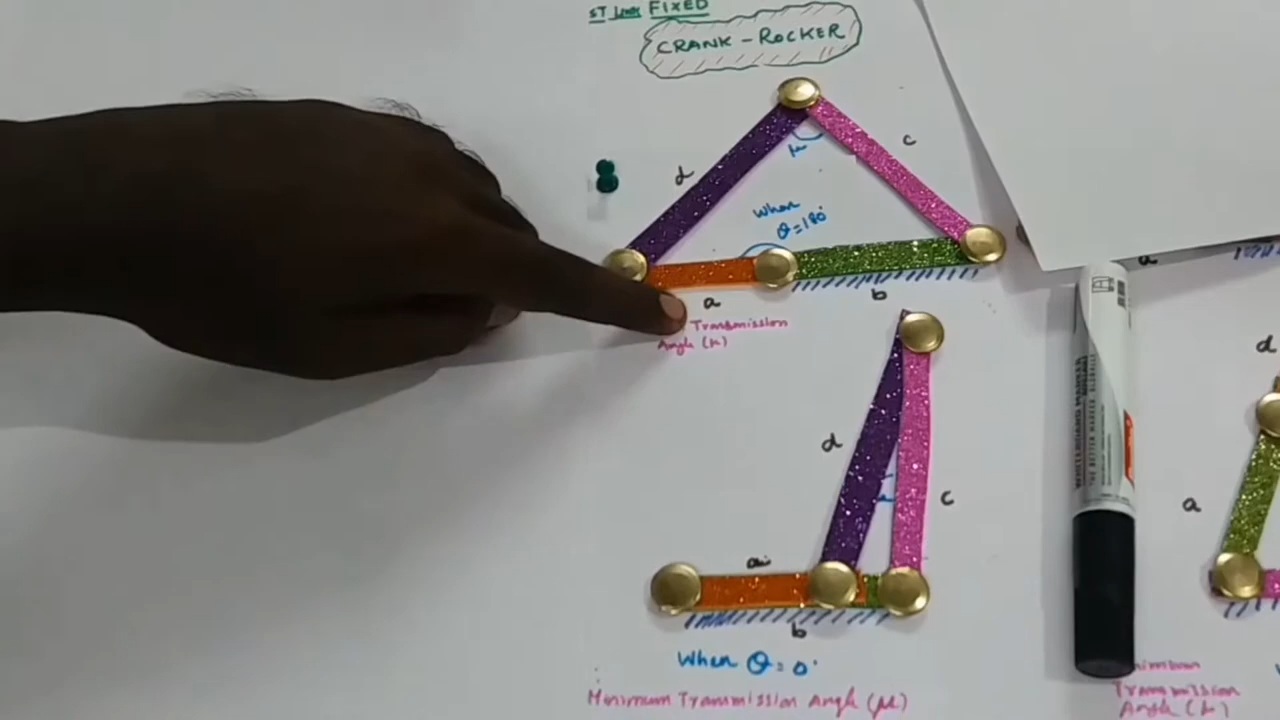 FIXED
CRANK-ROCKER
c
μ
d
When
θ=180°
a
b
Transmission
Angle (μ)
a
d
d
a
c
b
When θ=0°
Minimum Transmission Angle (μ)
Transmission
Angle (μ)